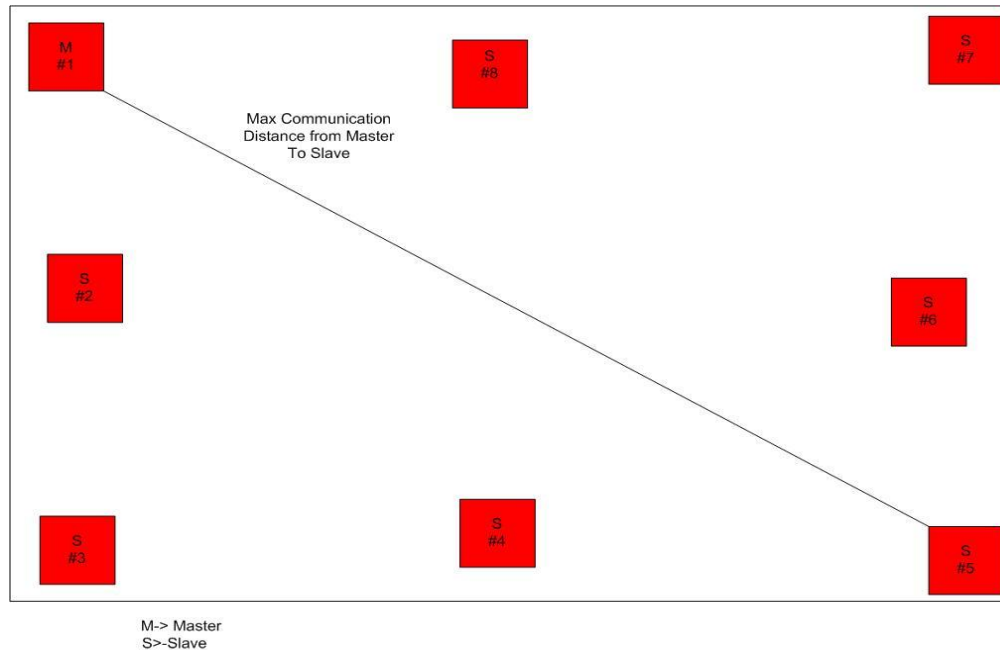 M
#1
S
#8
S
#7
Max Communication
Distance from Master
To Slave
S
#2
S
#6
S
#3
S
#4
S
#5
M-> Master
S>-Slave